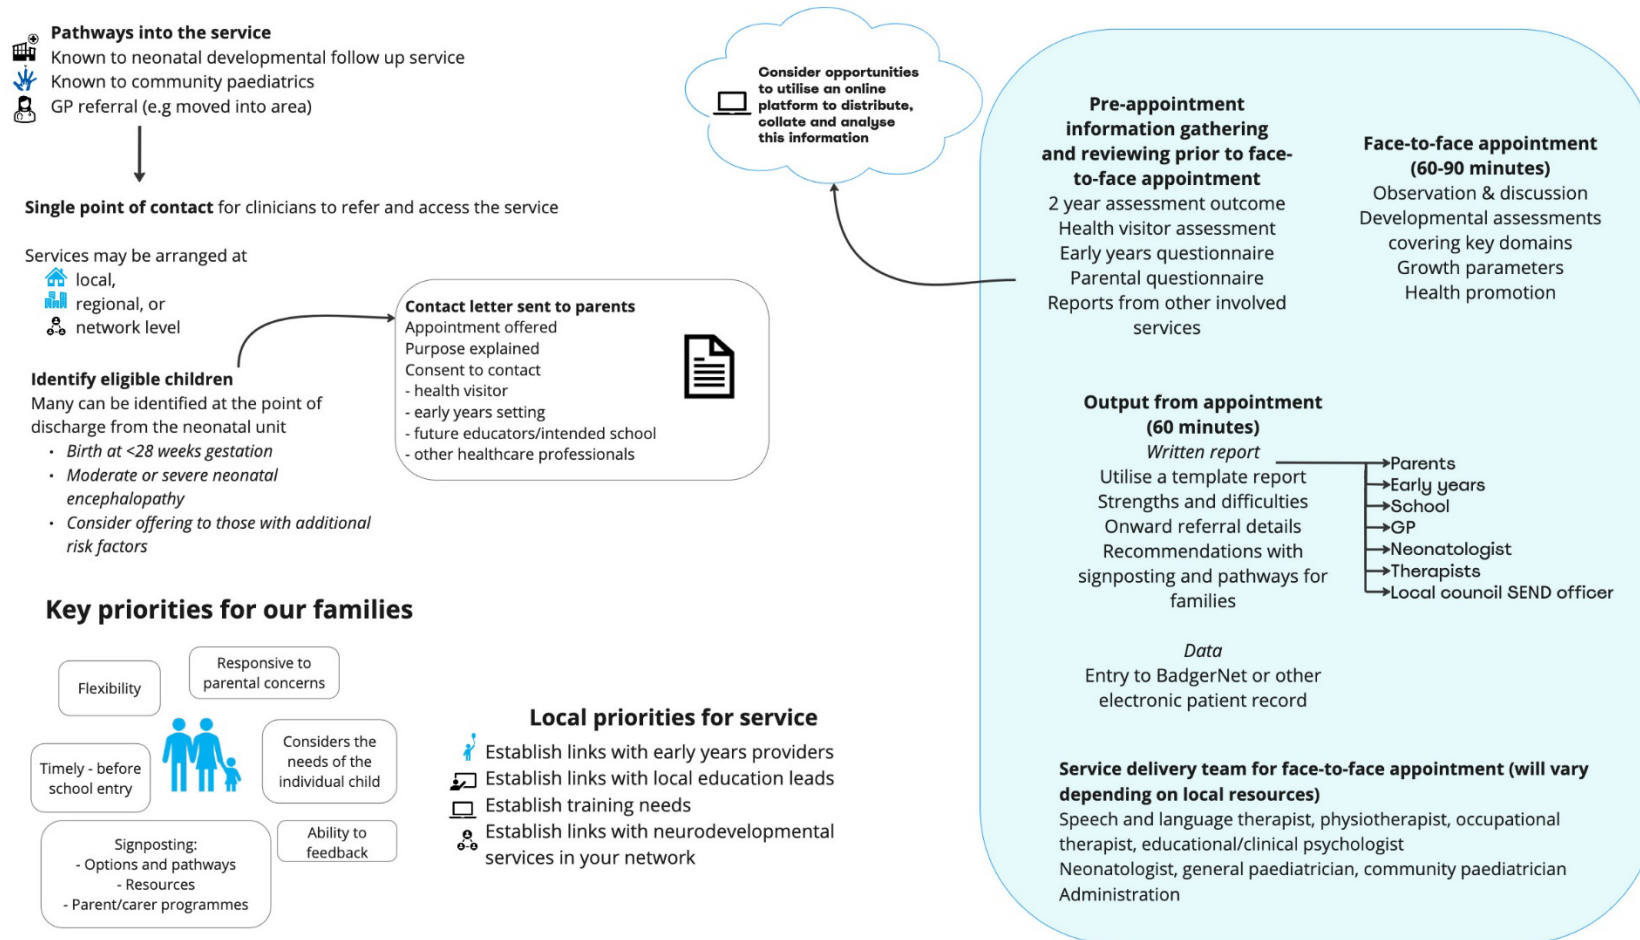 Pathways into the service
Known to neonatal developmental follow up service
Known to community paediatrics
GP referral (e.g moved into area)
Single point of contact for clinicians to refer and access the service
Services may be arranged at
local,
regional, or
network level
Identify eligible children
Many can be identified at the point of
discharge from the neonatal unit
• Birth at <28 weeks gestation
• Moderate or severe neonatal
encephalopathy
• Consider offering to those with additional
risk factors
Contact letter sent to parents
Appointment offered
Purpose explained
Consent to contact
- health visitor
- early years setting
- future educators/intended school
- other healthcare professionals
Consider opportunities
to utilise an online
platform to distribute,
collate and analyse
this information
Pre-appointment
information gathering
and reviewing prior to face-
to-face appointment
2 year assessment outcome
Health visitor assessment
Early years questionnaire
Parental questionnaire
Reports from other involved
services
Face-to-face appointment
(60-90 minutes)
Observation & discussion
Developmental assessments
covering key domains
Growth parameters
Health promotion
Output from appointment
(60 minutes)
Written report
Utilise a template report
Strengths and difficulties
Onward referral details
Recommendations with
signposting and pathways for
families
Parents
Early years
School
GP
Neonatologist
Therapists
Local council SEND officer
Data
Entry to BadgerNet or other
electronic patient record
Service delivery team for face-to-face appointment (will vary
depending on local resources)
Speech and language therapist, physiotherapist, occupational
therapist, educational/clinical psychologist
Neonatologist, general paediatrician, community paediatrician
Administration
Key priorities for our families
Flexibility
Responsive to
parental concerns
Timely - before
school entry
Considers the
needs of the
individual child
Signposting:
- Options and pathways
- Resources
- Parent/carer programmes
Ability to
feedback
Local priorities for service
Establish links with early years providers
Establish links with local education leads
Establish training needs
Establish links with neurodevelopmental
services in your network